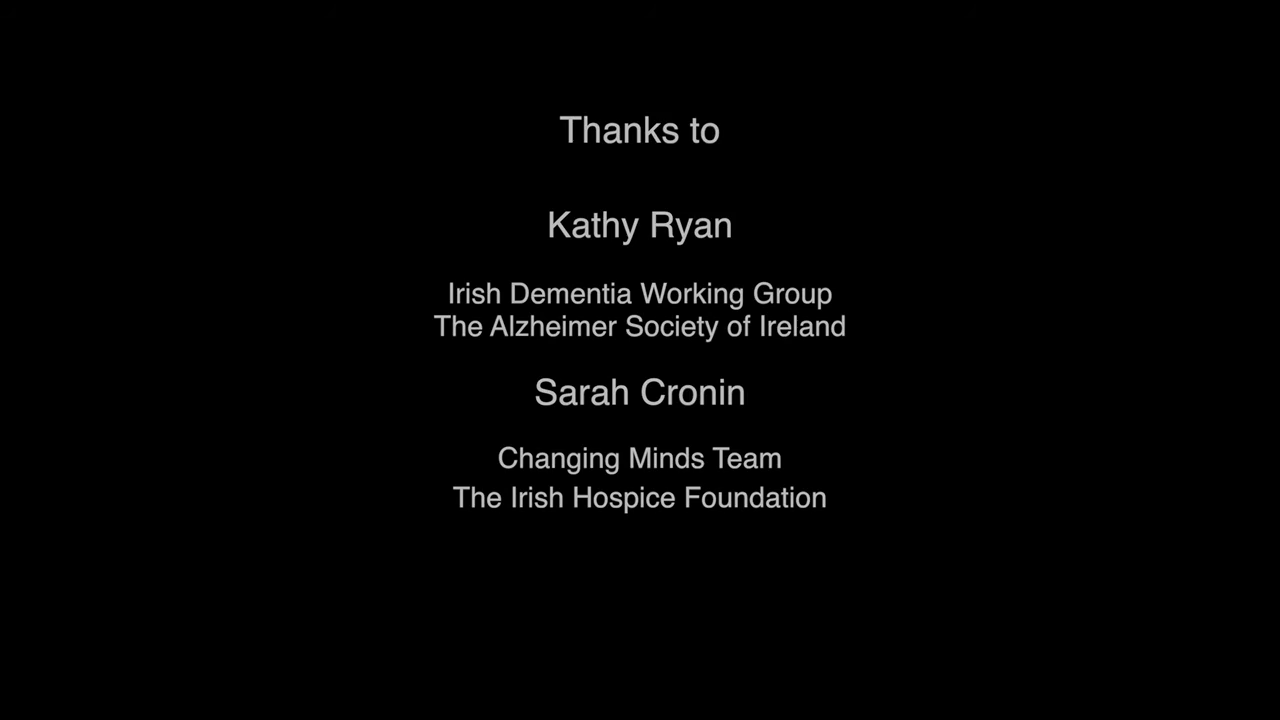 Thanks to
Kathy Ryan
Irish Dementia Working Group
The Alzheimer Society of Ireland
Sarah Cronin
Changing Minds Team
The Irish Hospice Foundation